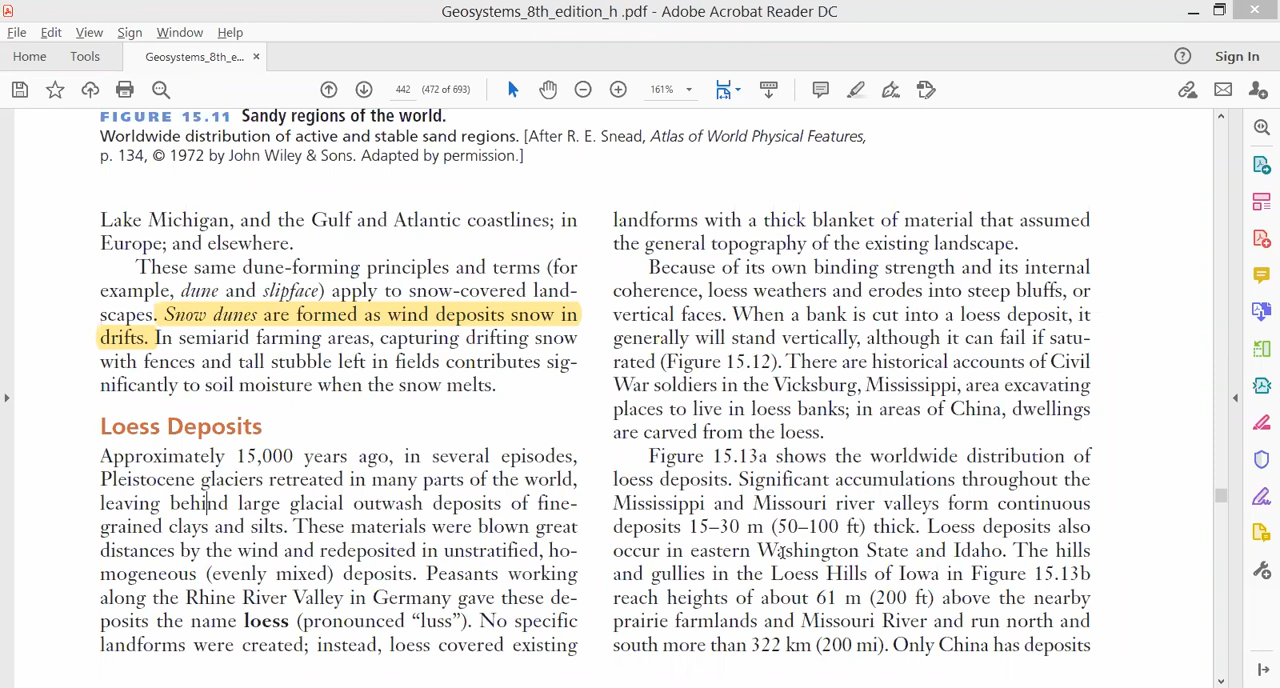 Geosystems_8th_edition_h .pdf - Adobe Acrobat Reader DC
File Edit View Sign Window Help
Home Tools Geosystems_8th_e... × Sign In
442 (472 of 693) 161%
FIGURE 15.11 Sandy regions of the world.
Worldwide distribution of active and stable sand regions. [After R. E. Snead, Atlas of World Physical Features,
p. 134, © 1972 by John Wiley & Sons. Adapted by permission.]
Lake Michigan, and the Gulf and Atlantic coastlines; in
Europe; and elsewhere.
These same dune-forming principles and terms (for
example, dune and slipface) apply to snow-covered land-
scapes. Snow dunes are formed as wind deposits snow in
drifts. In semiarid farming areas, capturing drifting snow
with fences and tall stubble left in fields contributes sig-
nificantly to soil moisture when the snow melts.
Loess Deposits
Approximately 15,000 years ago, in several episodes,
Pleistocene glaciers retreated in many parts of the world,
leaving behind large glacial outwash deposits of fine-
grained clays and silts. These materials were blown great
distances by the wind and redeposited in unstratified, ho-
mogeneous (evenly mixed) deposits. Peasants working
along the Rhine River Valley in Germany gave these de-
posits the name loess (pronounced “luss”). No specific
landforms were created; instead, loess covered existing
landforms with a thick blanket of material that assumed
the general topography of the existing landscape.
Because of its own binding strength and its internal
coherence, loess weathers and erodes into steep bluffs, or
vertical faces. When a bank is cut into a loess deposit, it
generally will stand vertically, although it can fail if satu-
rated (Figure 15.12). There are historical accounts of Civil
War soldiers in the Vicksburg, Mississippi, area excavating
places to live in loess banks; in areas of China, dwellings
are carved from the loess.
Figure 15.13a shows the worldwide distribution of
loess deposits. Significant accumulations throughout the
Mississippi and Missouri river valleys form continuous
deposits 15–30 m (50–100 ft) thick. Loess deposits also
occur in eastern Washington State and Idaho. The hills
and gullies in the Loess Hills of Iowa in Figure 15.13b
reach heights of about 61 m (200 ft) above the nearby
prairie farmlands and Missouri River and run north and
south more than 322 km (200 mi). Only China has deposits